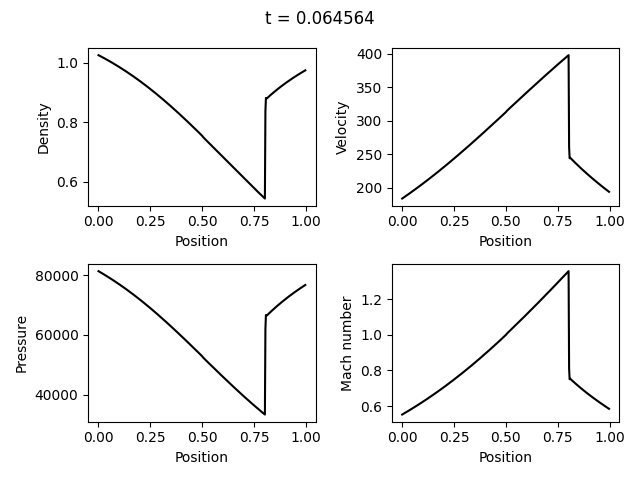 t = 0.064564
Density
1.0
0.8
0.6
0.00 0.25 0.50 0.75 1.00
Position
Velocity
400
350
300
250
200
0.00 0.25 0.50 0.75 1.00
Position
Pressure
80000
60000
40000
0.00 0.25 0.50 0.75 1.00
Position
Mach number
1.2
1.0
0.8
0.6
0.00 0.25 0.50 0.75 1.00
Position